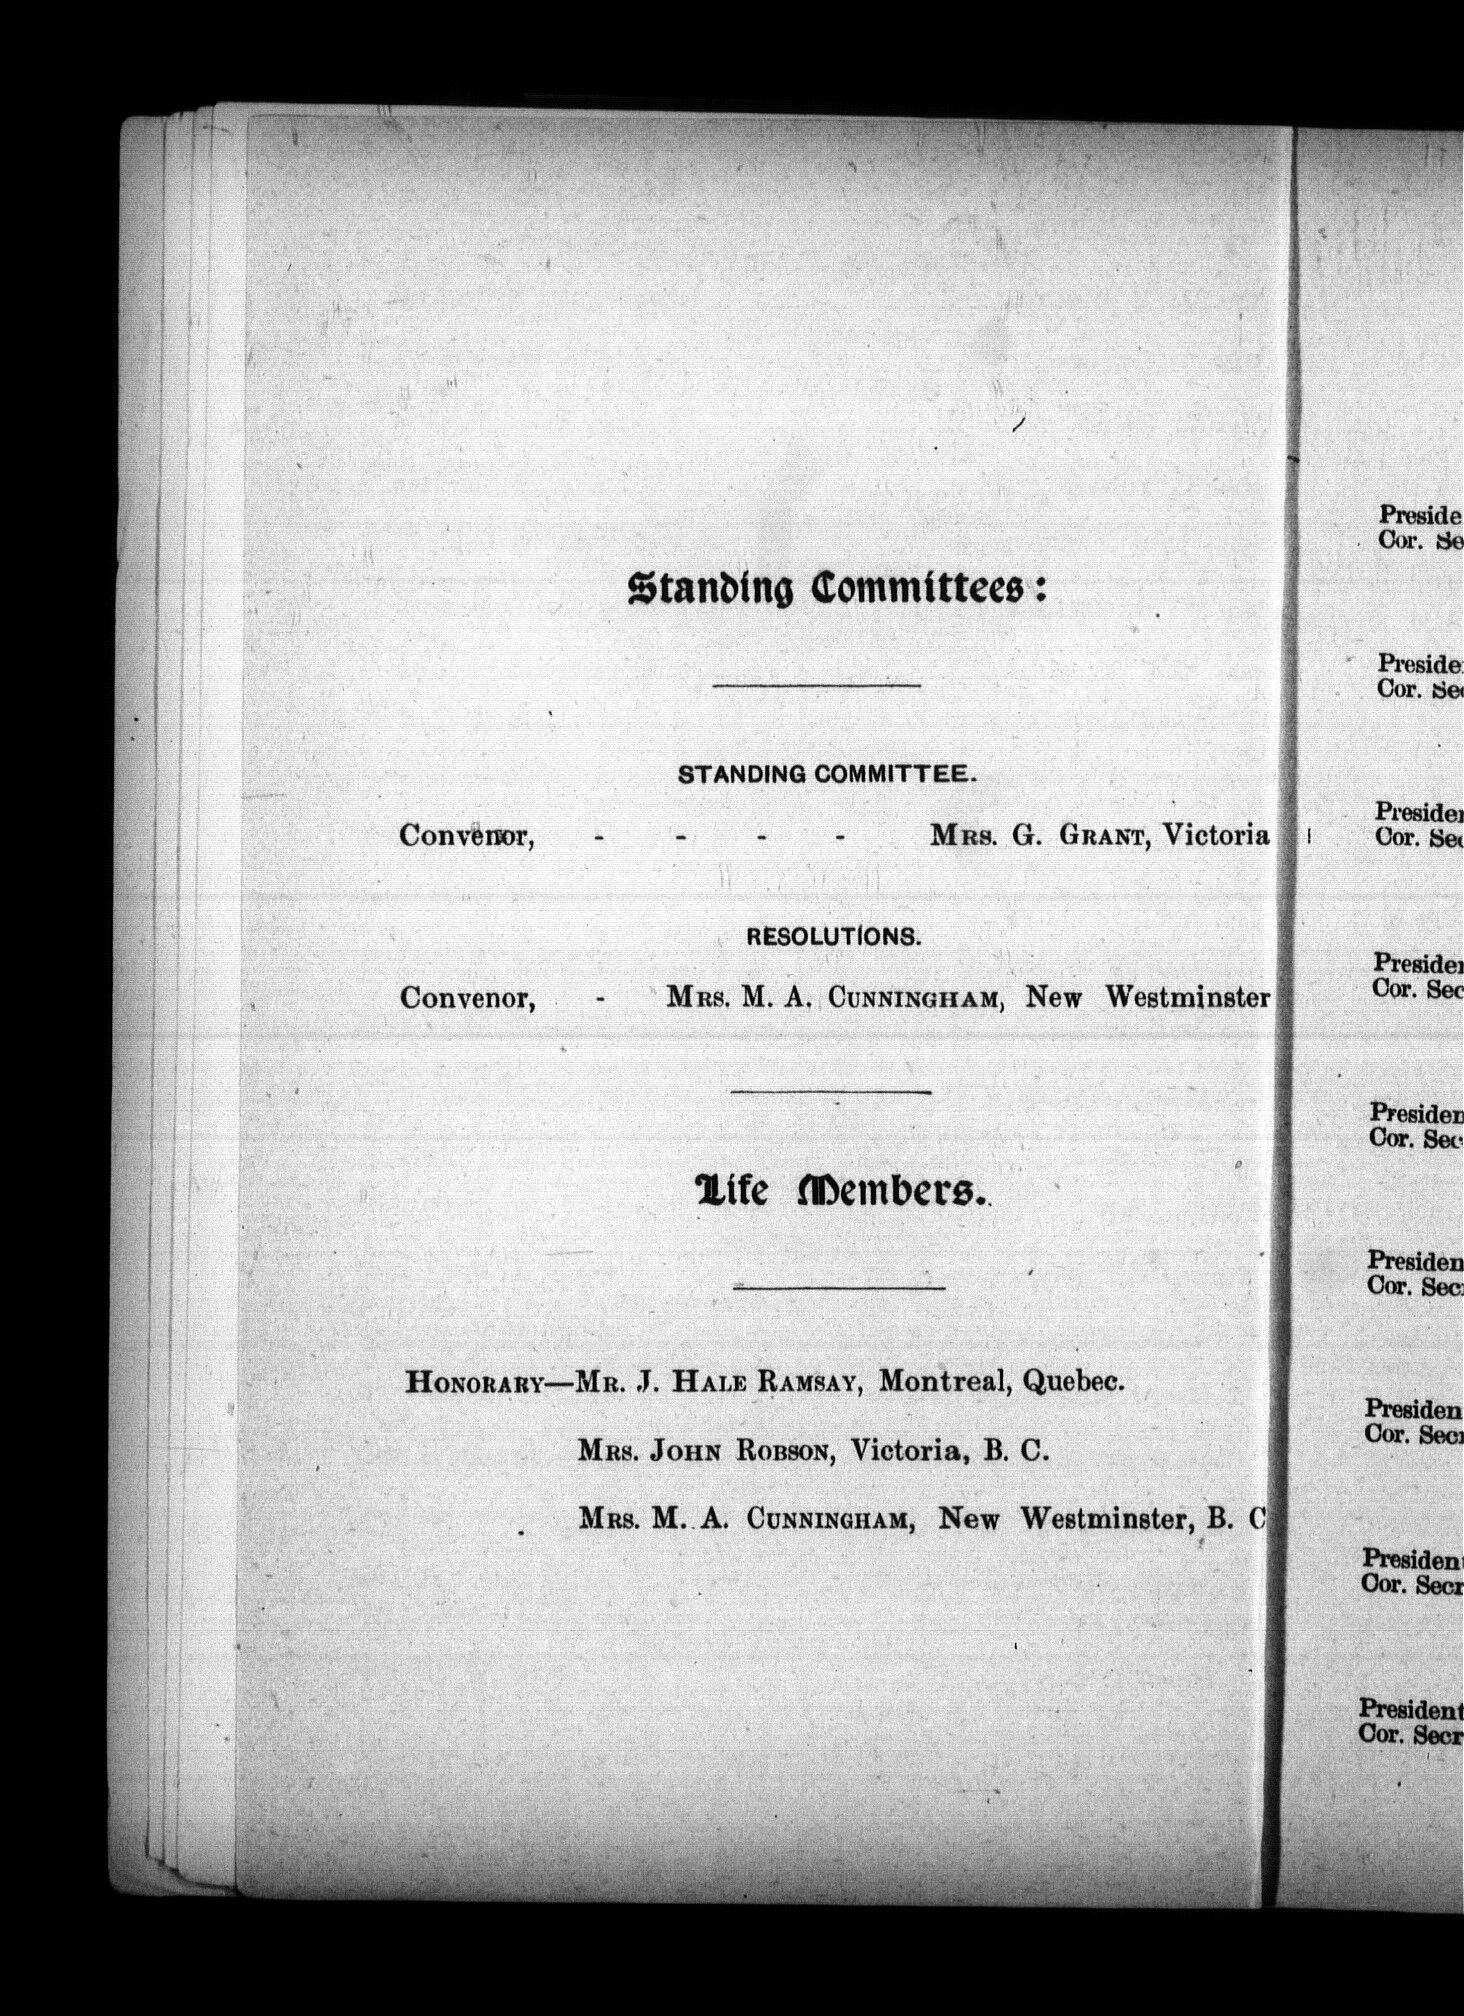 Standing Committees:
STANDING COMMITTEE.
Convenor, - - - - MRS. G. GRANT, Victoria
RESOLUTIONS.
Convenor, - MRS. M. A. CUNNINGHAM, New Westminster
Life Members.
HONORARY—MR. J. HALE RAMSAY, Montreal, Quebec.
MRS. JOHN ROBSON, Victoria, B. C.
MRS. M. A. CUNNINGHAM, New Westminster, B. C
Preside
Cor. Se
Preside
Cor. Sec
Presiden
Cor. Sec
Presiden
Cor. Sec
Presiden
Cor. Sec
Presiden
Cor. Secr
Presiden
Cor. Secr
President
Cor. Secr
President
Cor. Secr